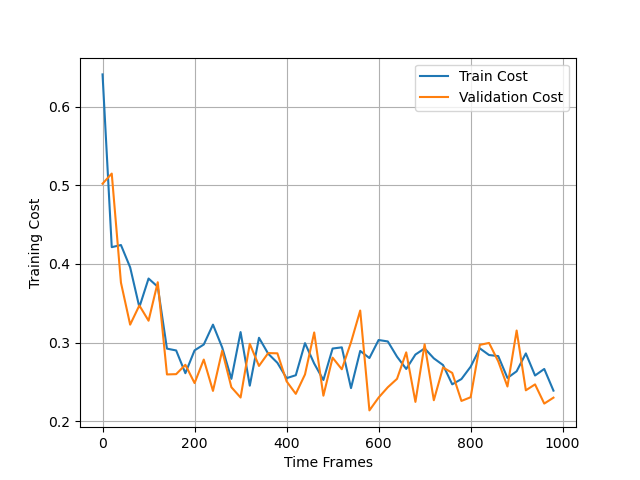 Train Cost
Validation Cost
0.6
0.5
0.4
0.3
0.2
Training Cost
0 200 400 600 800 1000
Time Frames